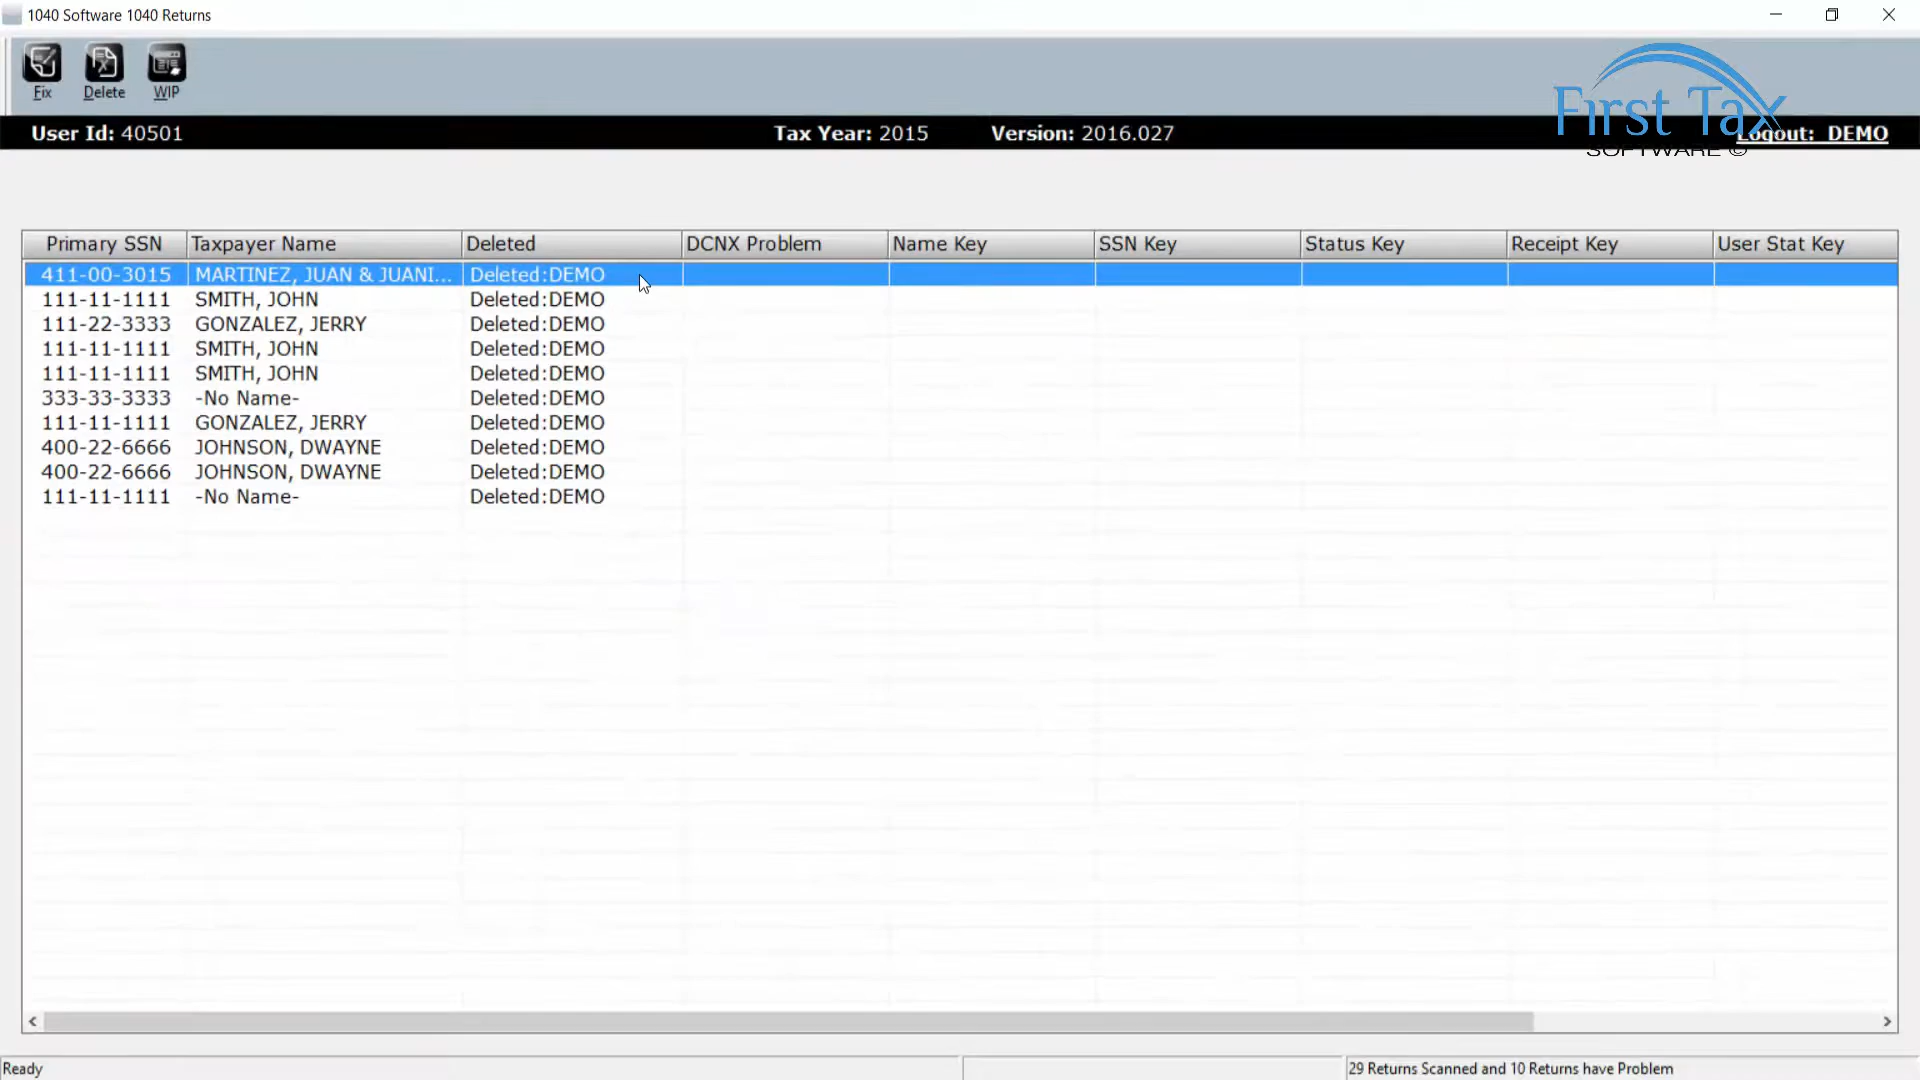 1040 Software 1040 Returns
Fix Delete WIP
First Tax
SOFTWARE ©
User Id: 40501 Tax Year: 2015 Version: 2016.027 Logout: DEMO
Primary SSN Taxpayer Name Deleted DCNX Problem Name Key SSN Key Status Key Receipt Key User Stat Key
411-00-3015 MARTINEZ, JUAN & JUANI... Deleted:DEMO
111-11-1111 SMITH, JOHN Deleted:DEMO
111-22-3333 GONZALEZ, JERRY Deleted:DEMO
111-11-1111 SMITH, JOHN Deleted:DEMO
111-11-1111 SMITH, JOHN Deleted:DEMO
333-33-3333 -No Name- Deleted:DEMO
111-11-1111 GONZALEZ, JERRY Deleted:DEMO
400-22-6666 JOHNSON, DWAYNE Deleted:DEMO
400-22-6666 JOHNSON, DWAYNE Deleted:DEMO
111-11-1111 -No Name- Deleted:DEMO
Ready 29 Returns Scanned and 10 Returns have Problem